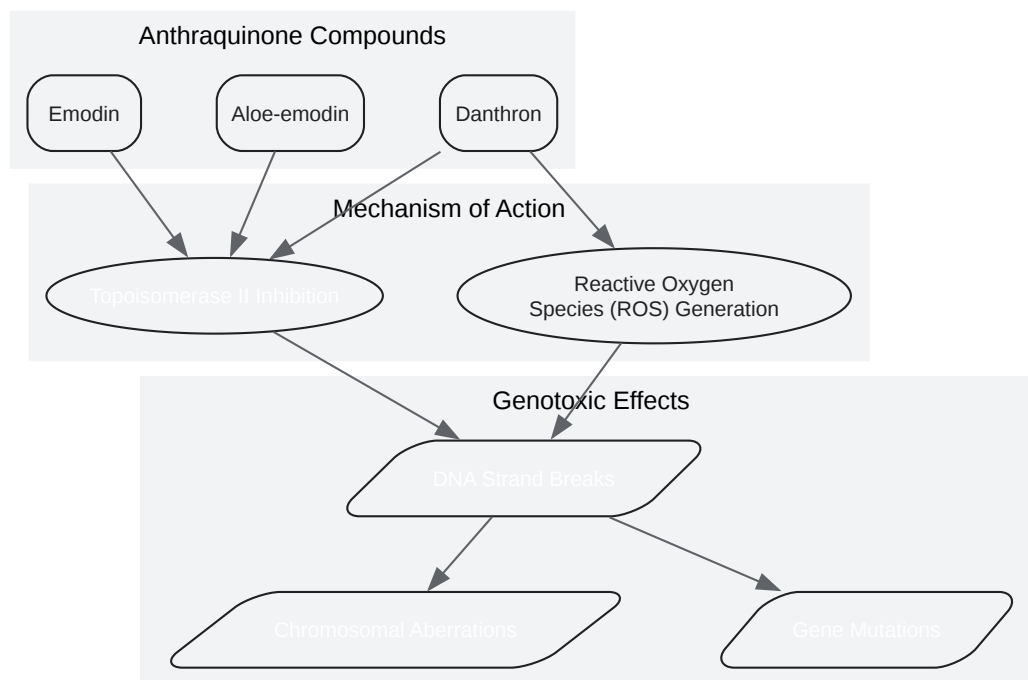 Anthraquinone Compounds
Emodin
Aloe-emodin
Danthron
Mechanism of Action
Topoisomerase II Inhibition
Reactive Oxygen
Species (ROS) Generation
Genotoxic Effects
DNA Strand Breaks
Chromosomal Aberrations
Gene Mutations